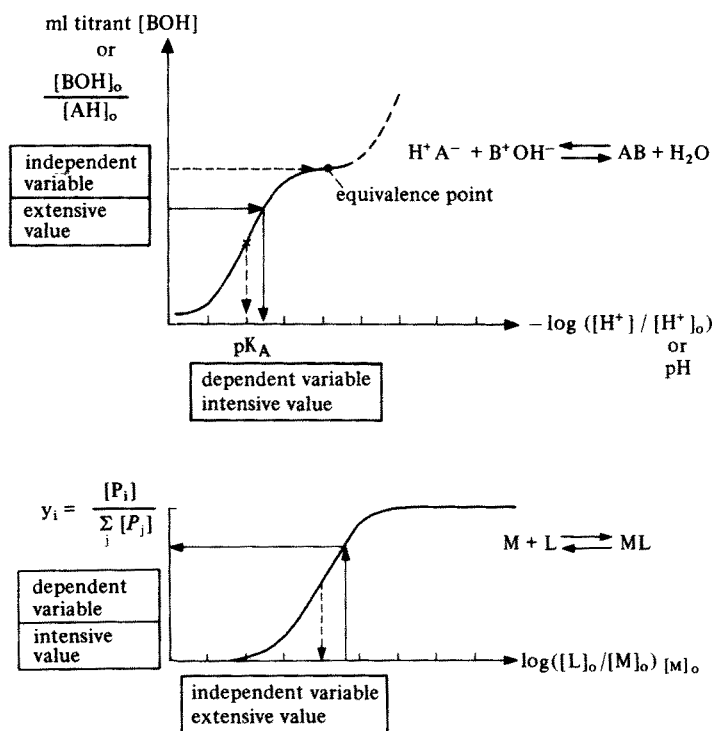 ml titrant [BOH]
or
[BOH]o
[AH]o
independent
variable
extensive
value
H+A− + B+OH− ⇌ AB + H2O
equivalence point
−log ([H+] / [H+]o)
or
pH
pKA
dependent variable
intensive value
yi = [Pi]
Σj [Pj]
M + L ⇌ ML
dependent
variable
intensive
value
log([L]o/[M]o) [M]o
independent variable
extensive value